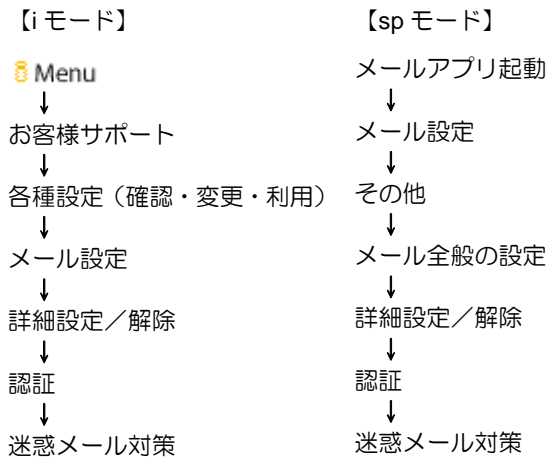 【i モード】
Menu
↓
お客様サポート
↓
各種設定（確認・変更・利用）
↓
メール設定
↓
詳細設定／解除
↓
認証
↓
迷惑メール対策
【sp モード】
メールアプリ起動
↓
メール設定
↓
その他
↓
メール全般の設定
↓
詳細設定／解除
↓
認証
↓
迷惑メール対策